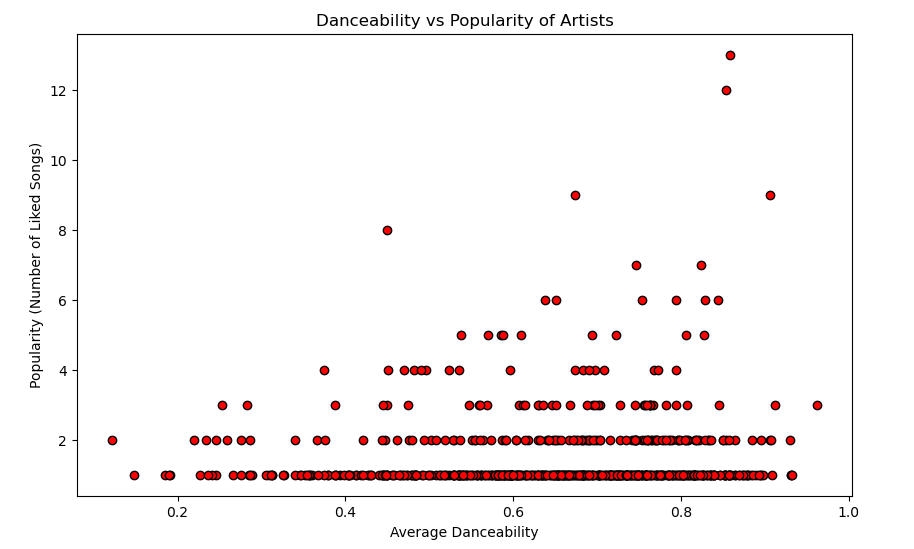 Danceability vs Popularity of Artists
Popularity (Number of Liked Songs)
12
10
8
6
4
2
0.2 0.4 0.6 0.8 1.0
Average Danceability